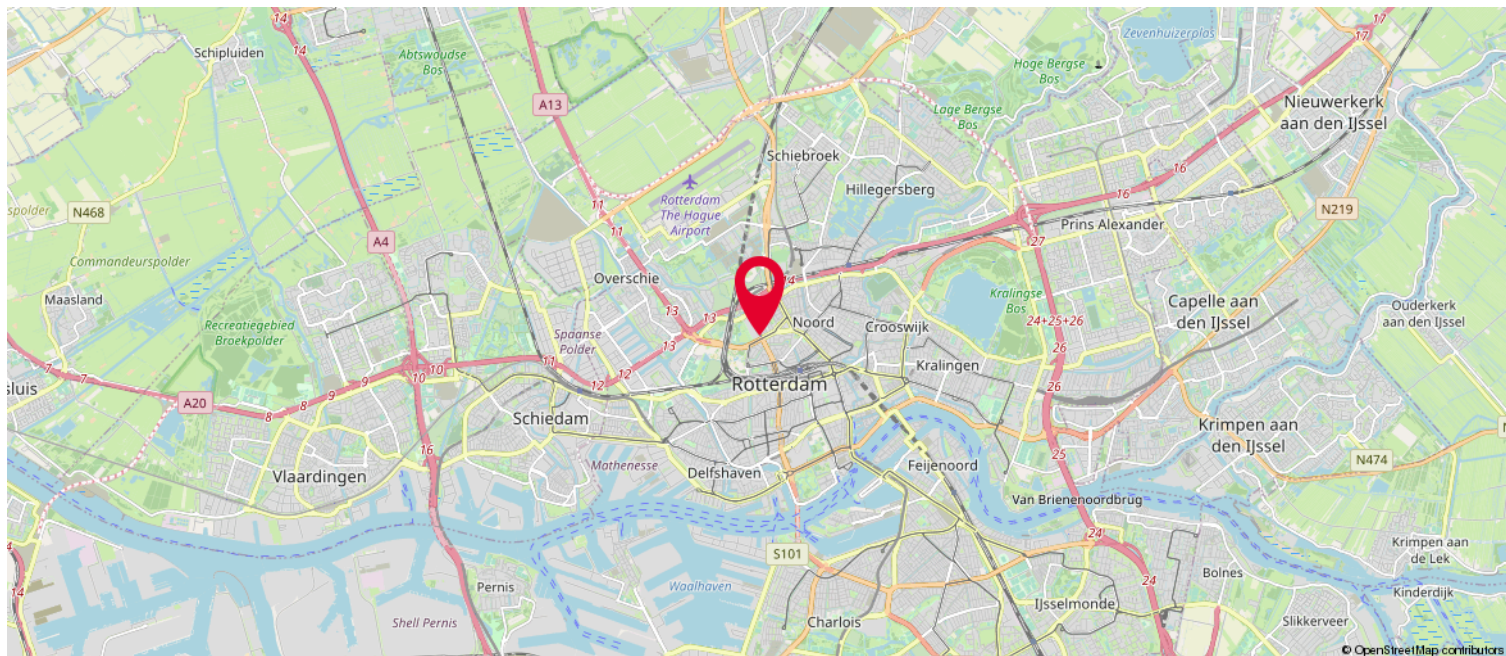 14
17
17
Schipluiden
Abtswoudse
Bos
Zevenhuizerplas
Hoge Bergse
Bos
A13
Lage Bergse
Bos
Nieuwerkerk
aan den IJssel
Schiebroek
16
16
Hillegersberg
spolder
N468
11
11
Rotterdam
The Hague
Airport
N219
A4
27
Prins Alexander
Commandeurspolder
Overschie
14
Maasland
Kralingse
Bos
Capelle aan
den IJssel
Ouderkerk
aan den IJssel
13
13
24+25+26
Recreatiegebied
Broekpolder
Spaanse
Polder
Noord
Crooswijk
13
26
7
7
9
10
10
11
12
12
Kralingen
Rotterdam
26
sluis
A20
8
8
9
Schiedam
Krimpen aan
den IJssel
16
25
N474
Vlaardingen
Mathenesse
Delfshaven
Feijenoord
Van Brienenoordbrug
24
S101
Krimpen aan
de Lek
14
Pernis
Waalhaven
24
Bolnes
Kinderdijk
IJsselmonde
Shell Pernis
Charlois
Slikkerveer
© OpenStreetMap contributors